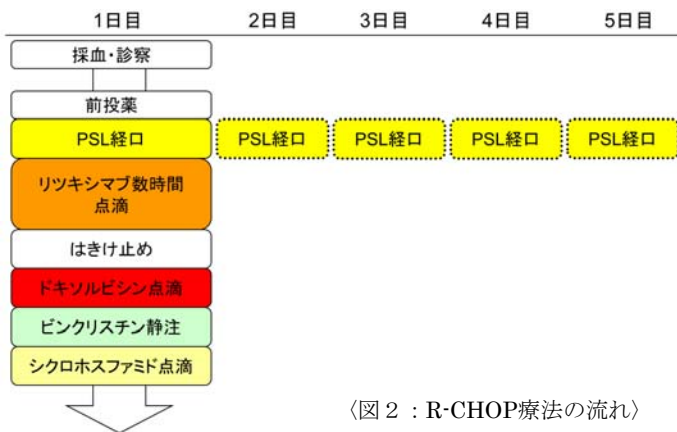 1日目 2日目 3日目 4日目 5日目
採血・診察
前投薬
PSL経口 PSL経口 PSL経口 PSL経口 PSL経口
リツキシマブ数時間
点滴
はきけ止め
ドキソルビシン点滴
ビンクリスチン静注
シクロホスファミド点滴
〈図２：R-CHOP療法の流れ〉